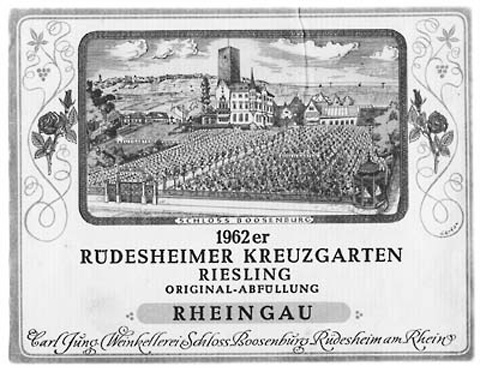 SCHLOSS BOOSENBURG
1962er
RÜDESHEIMER KREUZGARTEN
RIESLING
ORIGINAL-ABFÜLLUNG
RHEINGAU
Carl Jung Weinkellerei Schloss Boosenburg Rüdesheim am Rhein